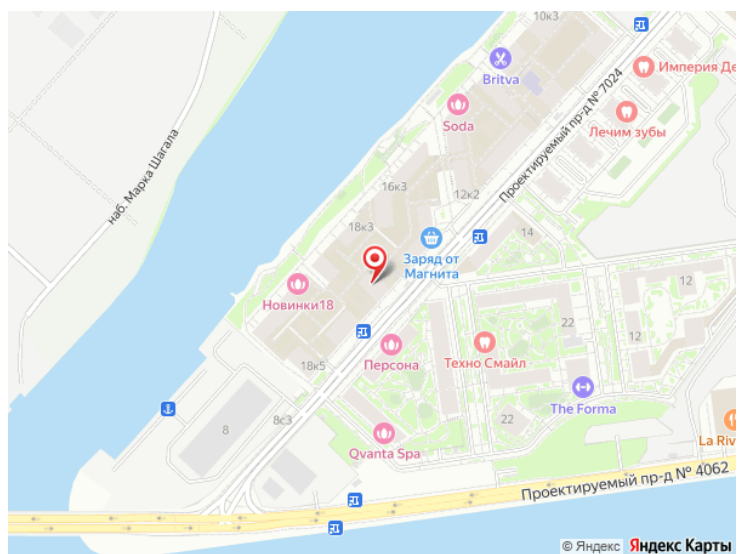 10к3
Britva
Империя Де
Проектируемый пр-д № 7024
Soda
Лечим зубы
наб. Марка Шагала
16к3
12к2
18к3
14
Заряд от
Магнита
Новинки18
12
22
12
Персона
Техно Смайл
18к5
The Forma
8с3
22
8
La Riv
Qvanta Spa
Проектируемый пр-д № 4062
© Яндекс Яндекс Карты